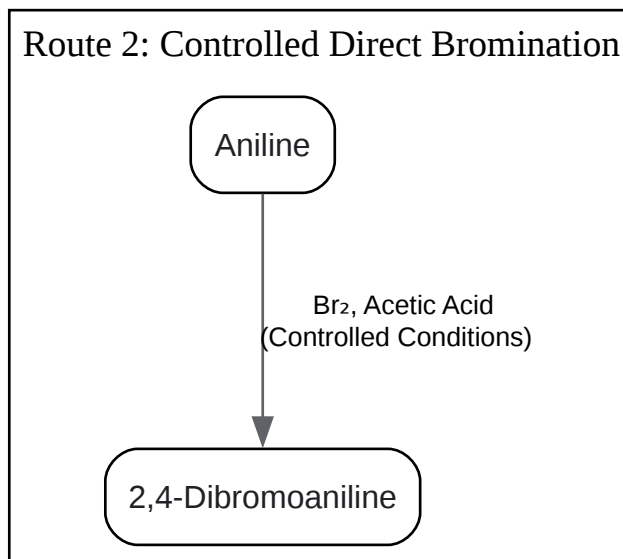 Route 2: Controlled Direct Bromination
Aniline
Br₂, Acetic Acid
(Controlled Conditions)
2,4-Dibromoaniline